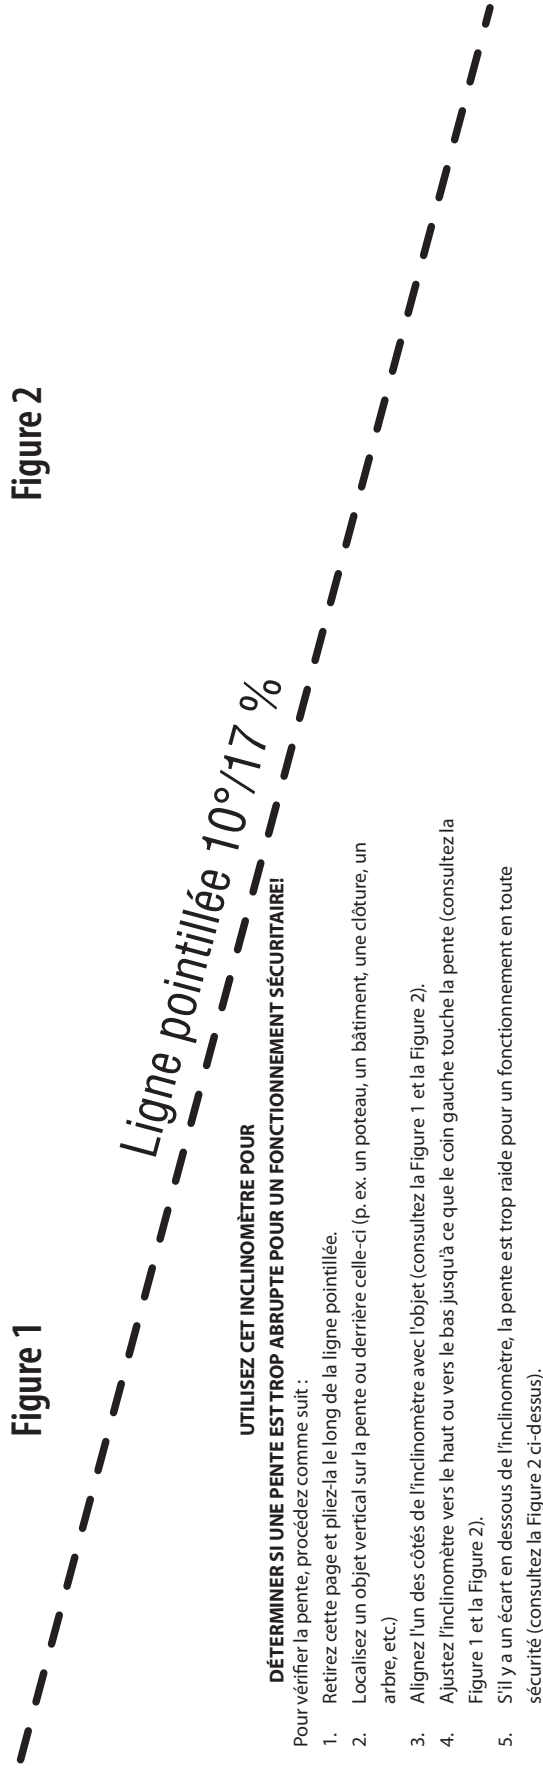 Figure 1
Figure 2
Ligne pointillée 10°/17 %
UTILISEZ CET INCLINOMÈTRE POUR
DÉTERMINER SI UNE PENTE EST TROP ABRUPTE POUR UN FONCTIONNEMENT SÉCURITAIRE!
Pour vérifier la pente, procédez comme suit :
1. Retirez cette page et pliez-la le long de la ligne pointillée.
2. Localisez un objet vertical sur la pente ou derrière celle-ci (p. ex. un poteau, un bâtiment, une clôture, un
arbre, etc.)
3. Alignez l'un des côtés de l'inclinomètre avec l'objet (consultez la Figure 1 et la Figure 2).
4. Ajustez l'inclinomètre vers le haut ou vers le bas jusqu'à ce que le coin gauche touche la pente (consultez la
Figure 1 et la Figure 2).
5. S'il y a un écart en dessous de l'inclinomètre, la pente est trop raide pour un fonctionnement en toute
sécurité (consultez la Figure 2 ci-dessus).